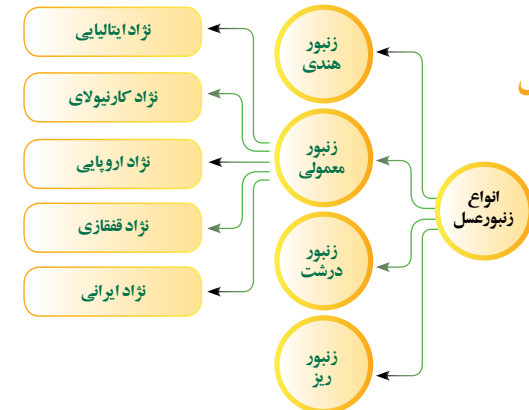 انواع
زنبورعسل
زنبور
هندی
زنبور
معمولی
زنبور
درشت
زنبور
ریز
نژاد ایتالیایی
نژاد کارنیولای
نژاد اروپایی
نژاد قفقازی
نژاد ایرانی